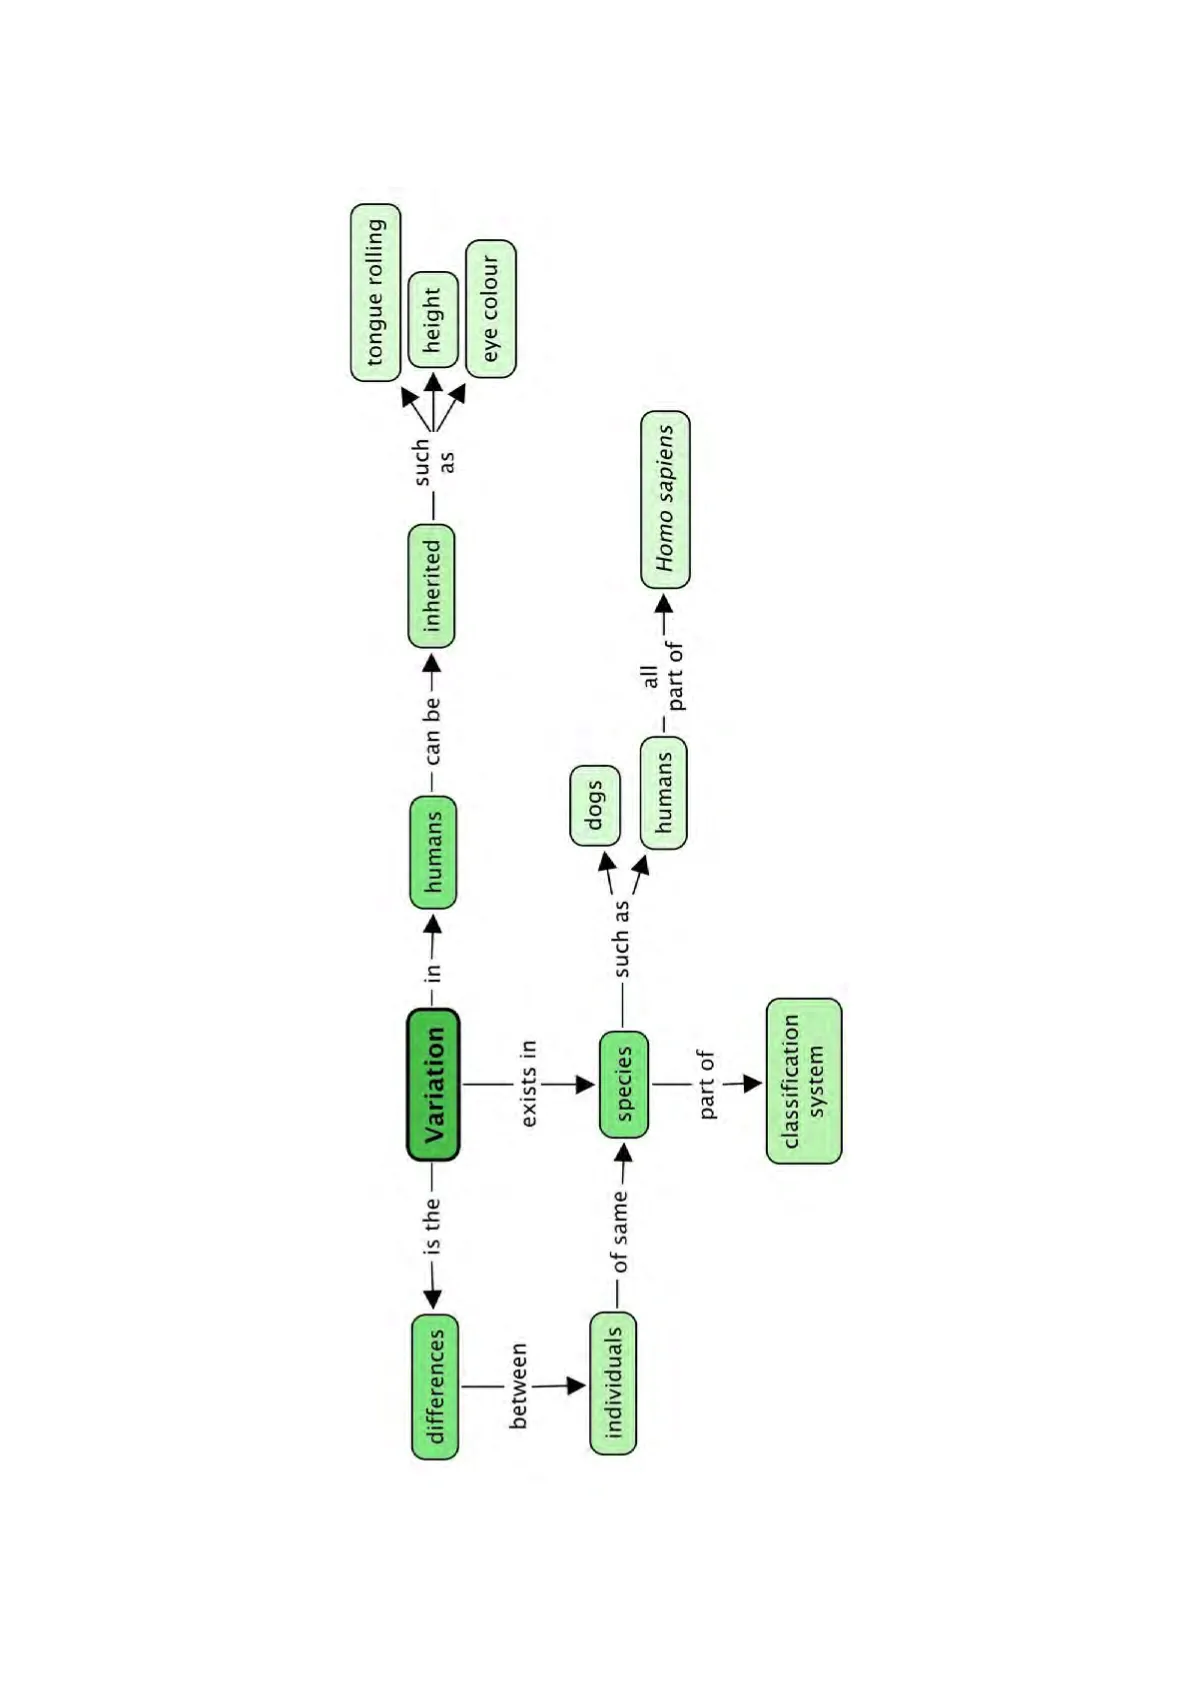 differences
is the
Variation
in
humans
can be
inherited
such
as
tongue rolling
height
eye colour
between
exists in
individuals
of same
species
such as
dogs
humans
all
part of
Homo sapiens
part of
classification
system